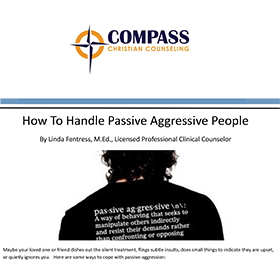 COMPASS
CHRISTIAN COUNSELING
How To Handle Passive Aggressive People
By Linda Fentress, M.Ed., Licensed Professional Clinical Counselor
pas·sive ag·gres·sive \n\:
A way of behaving that seeks to
manipulate others indirectly
and resist their demands rather
than confronting or opposing
Maybe your loved one or friend dishes out the silent treatment, flings subtle insults, does small things to indicate they are upset,
or quietly ignores you. Here are some ways to cope with passive-aggression: